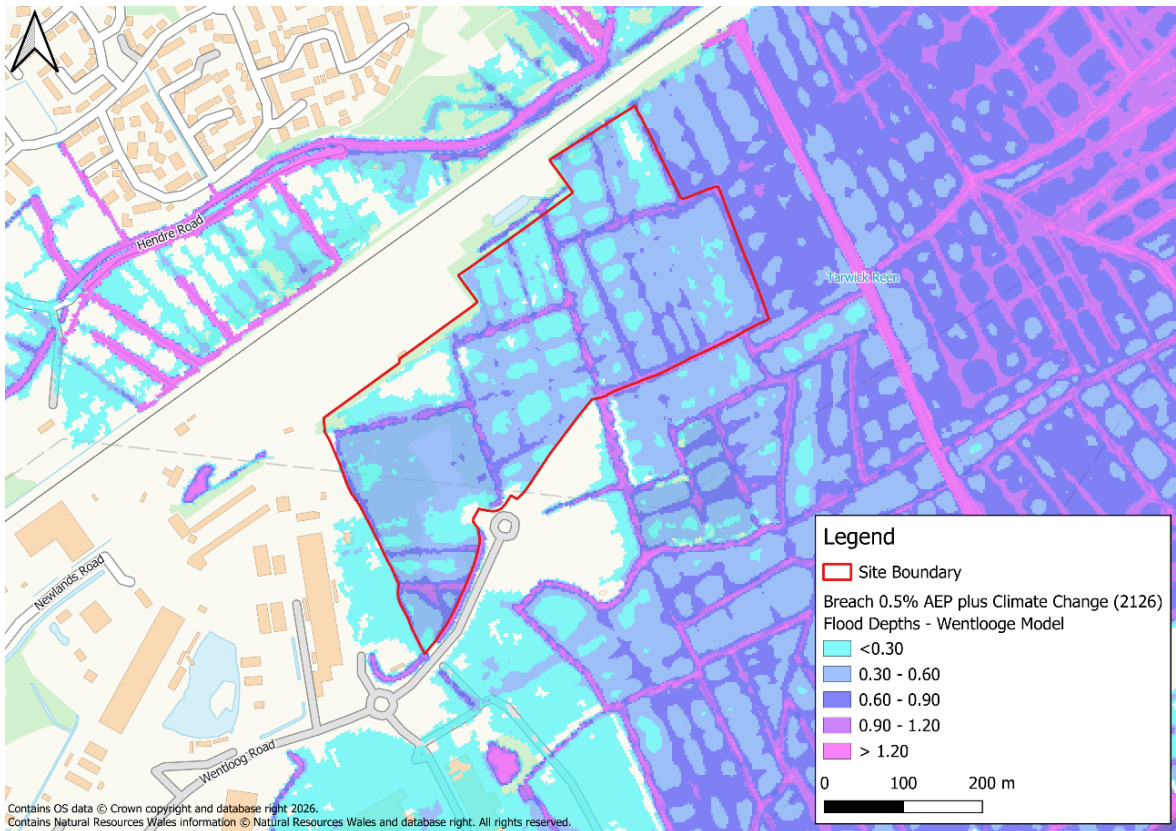 Hendre Road
Tarwick Reen
Newlands Road
Wentloog Road
Legend
Site Boundary
Breach 0.5% AEP plus Climate Change (2126)
Flood Depths - Wentlooge Model
<0.30
0.30 - 0.60
0.60 - 0.90
0.90 - 1.20
> 1.20
0 100 200 m
Contains OS data © Crown copyright and database right 2026.
Contains Natural Resources Wales information © Natural Resources Wales and database right. All rights reserved.